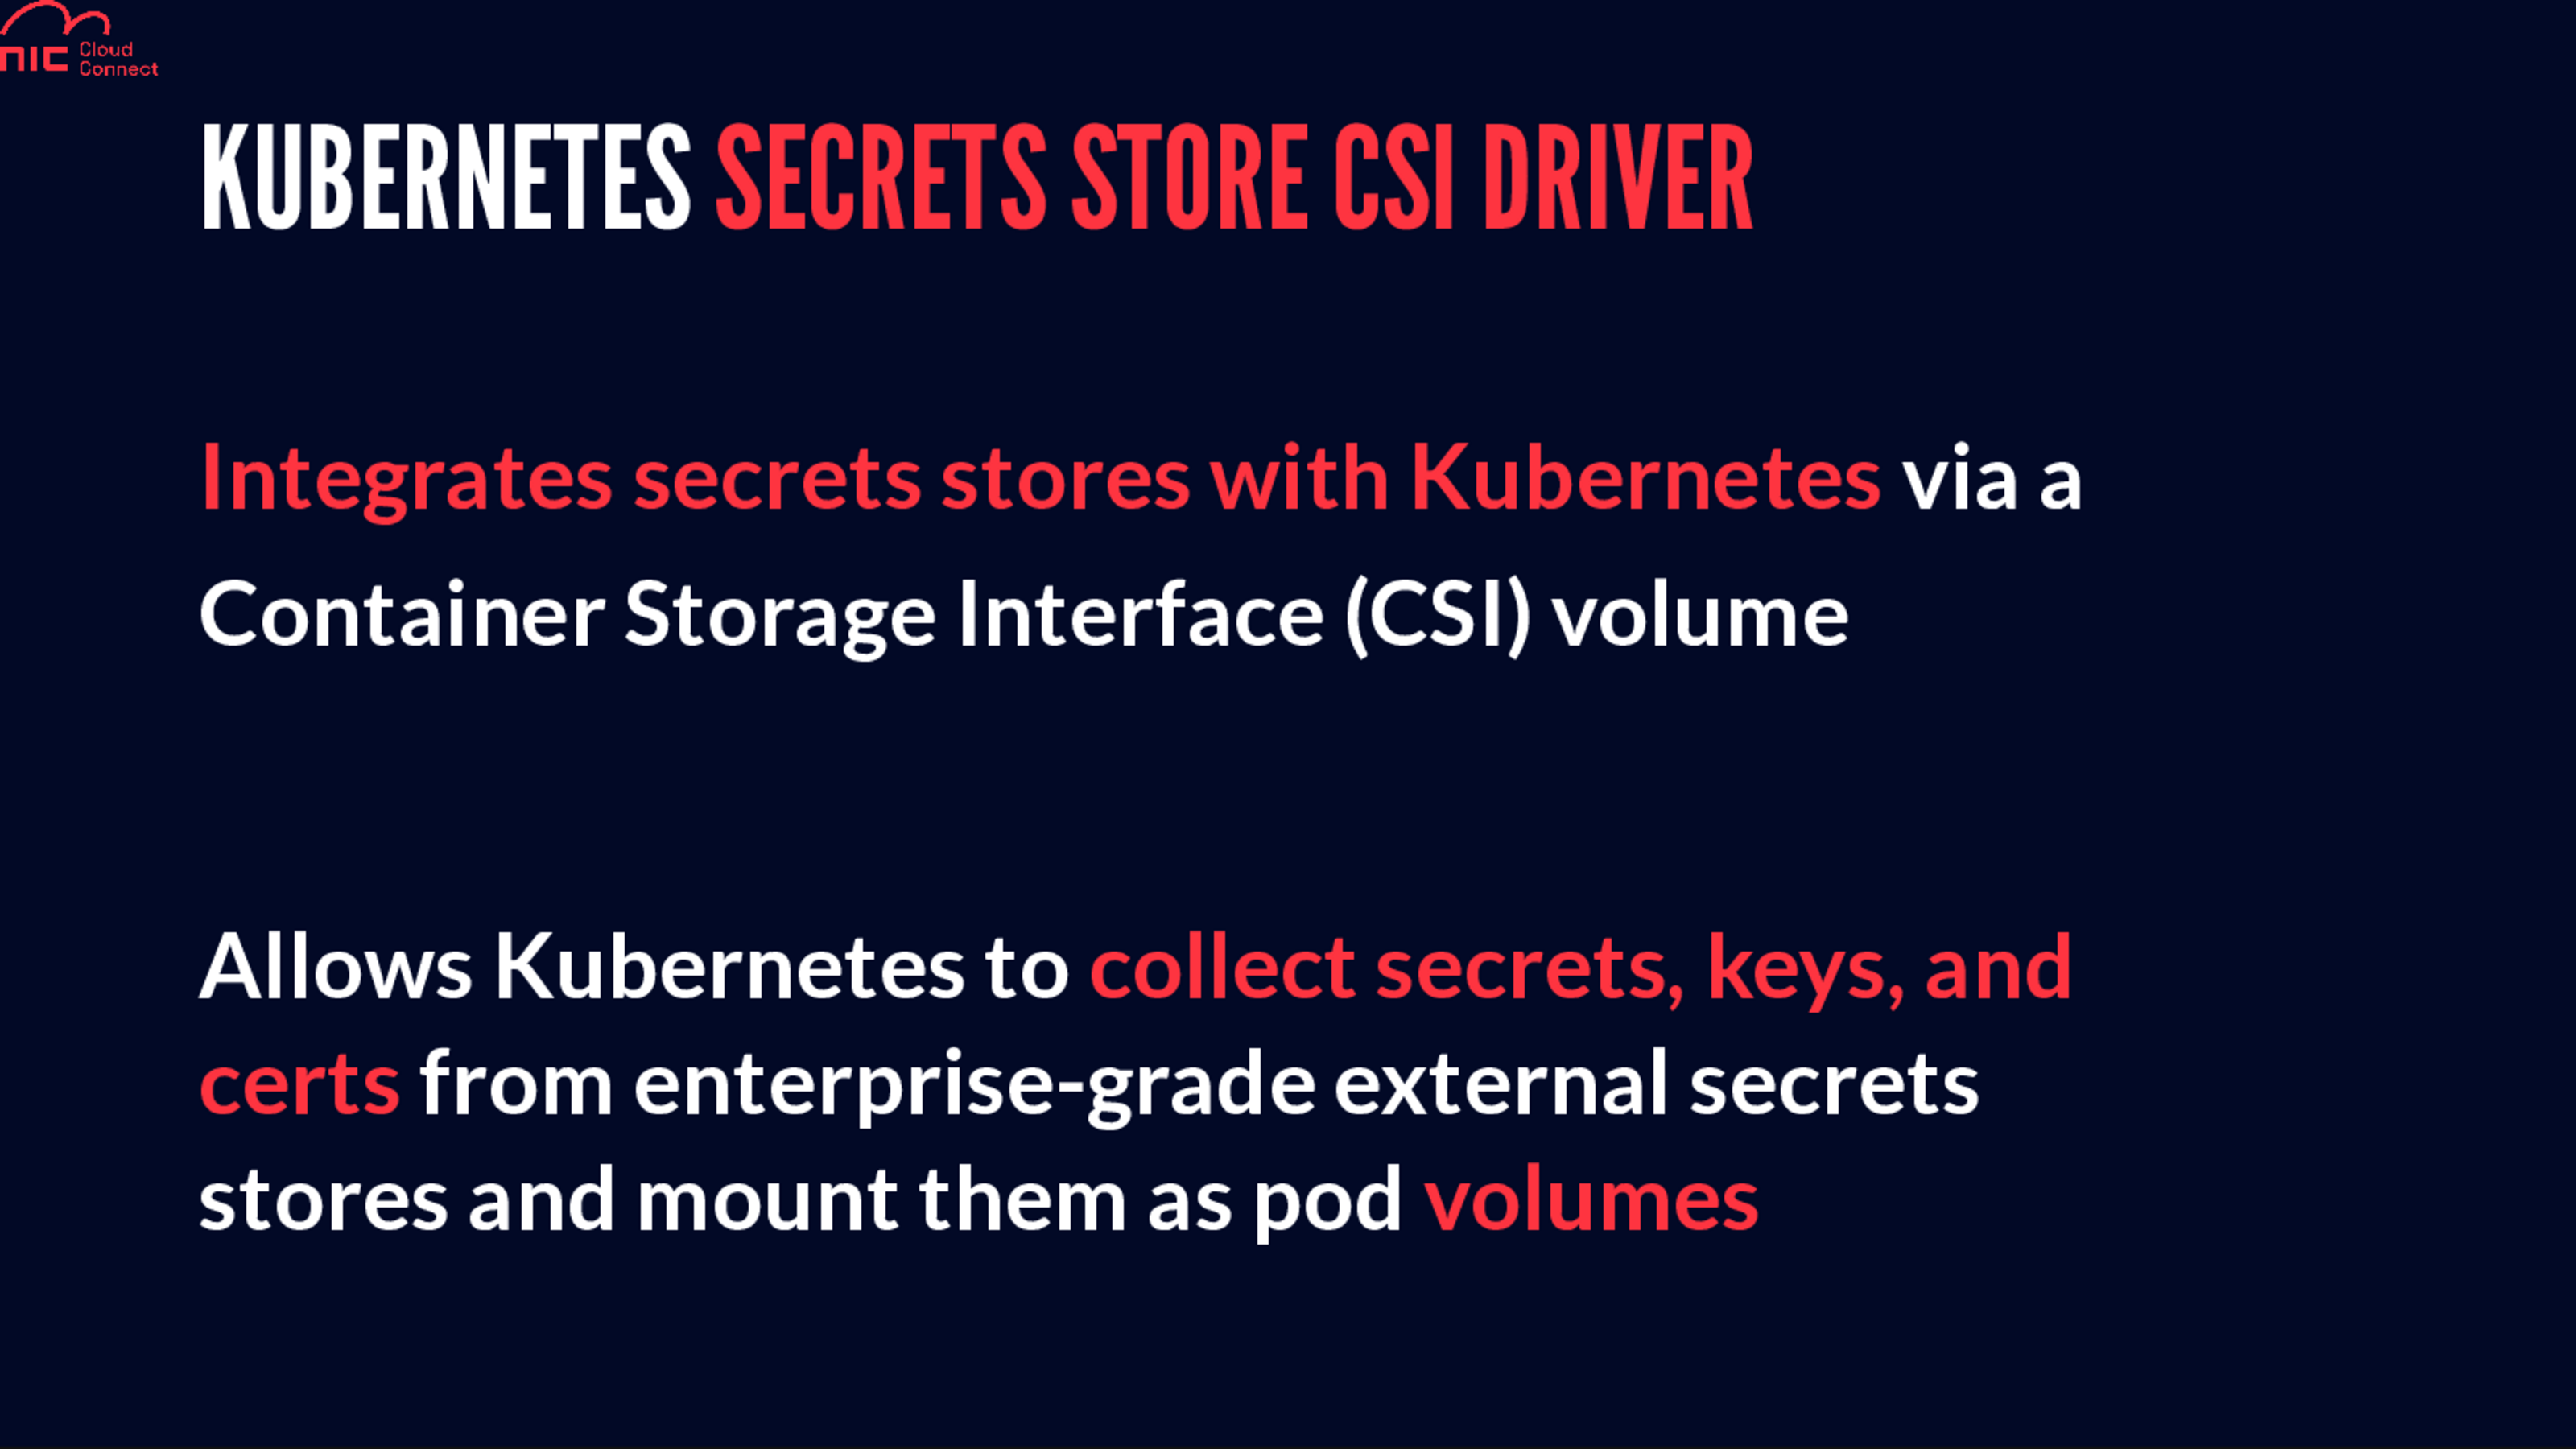 NIC Cloud
Connect
KUBERNETES SECRETS STORE CSI DRIVER
Integrates secrets stores with Kubernetes via a
Container Storage Interface (CSI) volume
Allows Kubernetes to collect secrets, keys, and
certs from enterprise-grade external secrets
stores and mount them as pod volumes